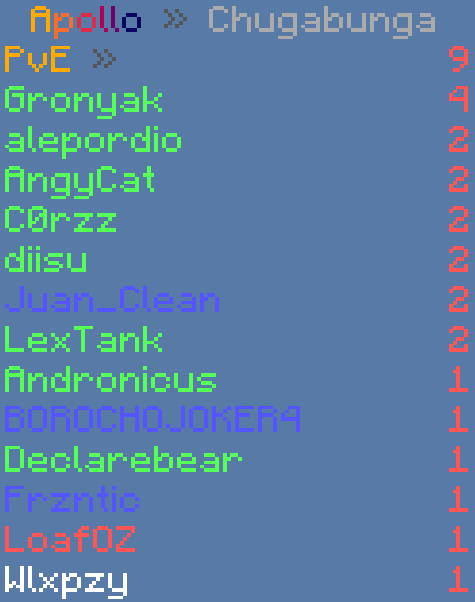 Apollo » Chugabunga
PvE » 9
Gronyak 4
alepordio 2
AngyCat 2
C0rzz 2
diisu 2
Juan_Clean 2
LexTank 2
Andronicus 1
BOROCHOJOKER4 1
Declarebear 1
Frzntic 1
LoafOZ 1
Wlxpzy 1